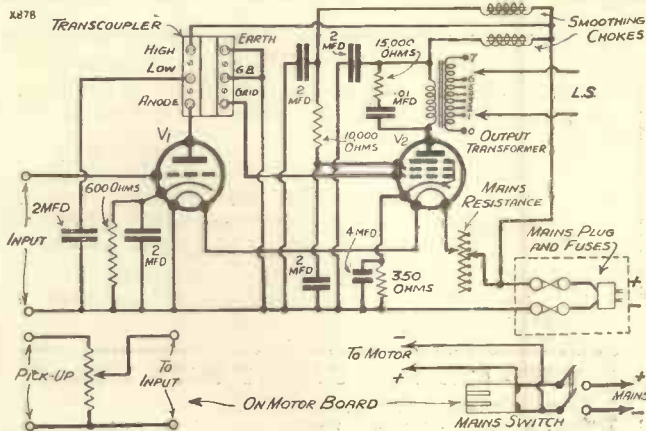 X878
TRANSCOUPLER
EARTH
HIGH
LOW
G.B.
GRID
ANODE
2
MFD
2
MFD
15,000
OHMS
.01
MFD
SMOOTHING
CHOKES
L.S.
OUTPUT
TRANSFORMER
10,000
OHMS
V1
V2
600 OHMS
2MFD
2
MFD
INPUT
2
MFD
4 MFD
350
OHMS
MAINS
RESISTANCE
MAINS PLUG
AND FUSES
+
-
PICK-UP
TO
INPUT
ON MOTOR BOARD
TO MOTOR
-
+
MAINS SWITCH
+
MAINS
-